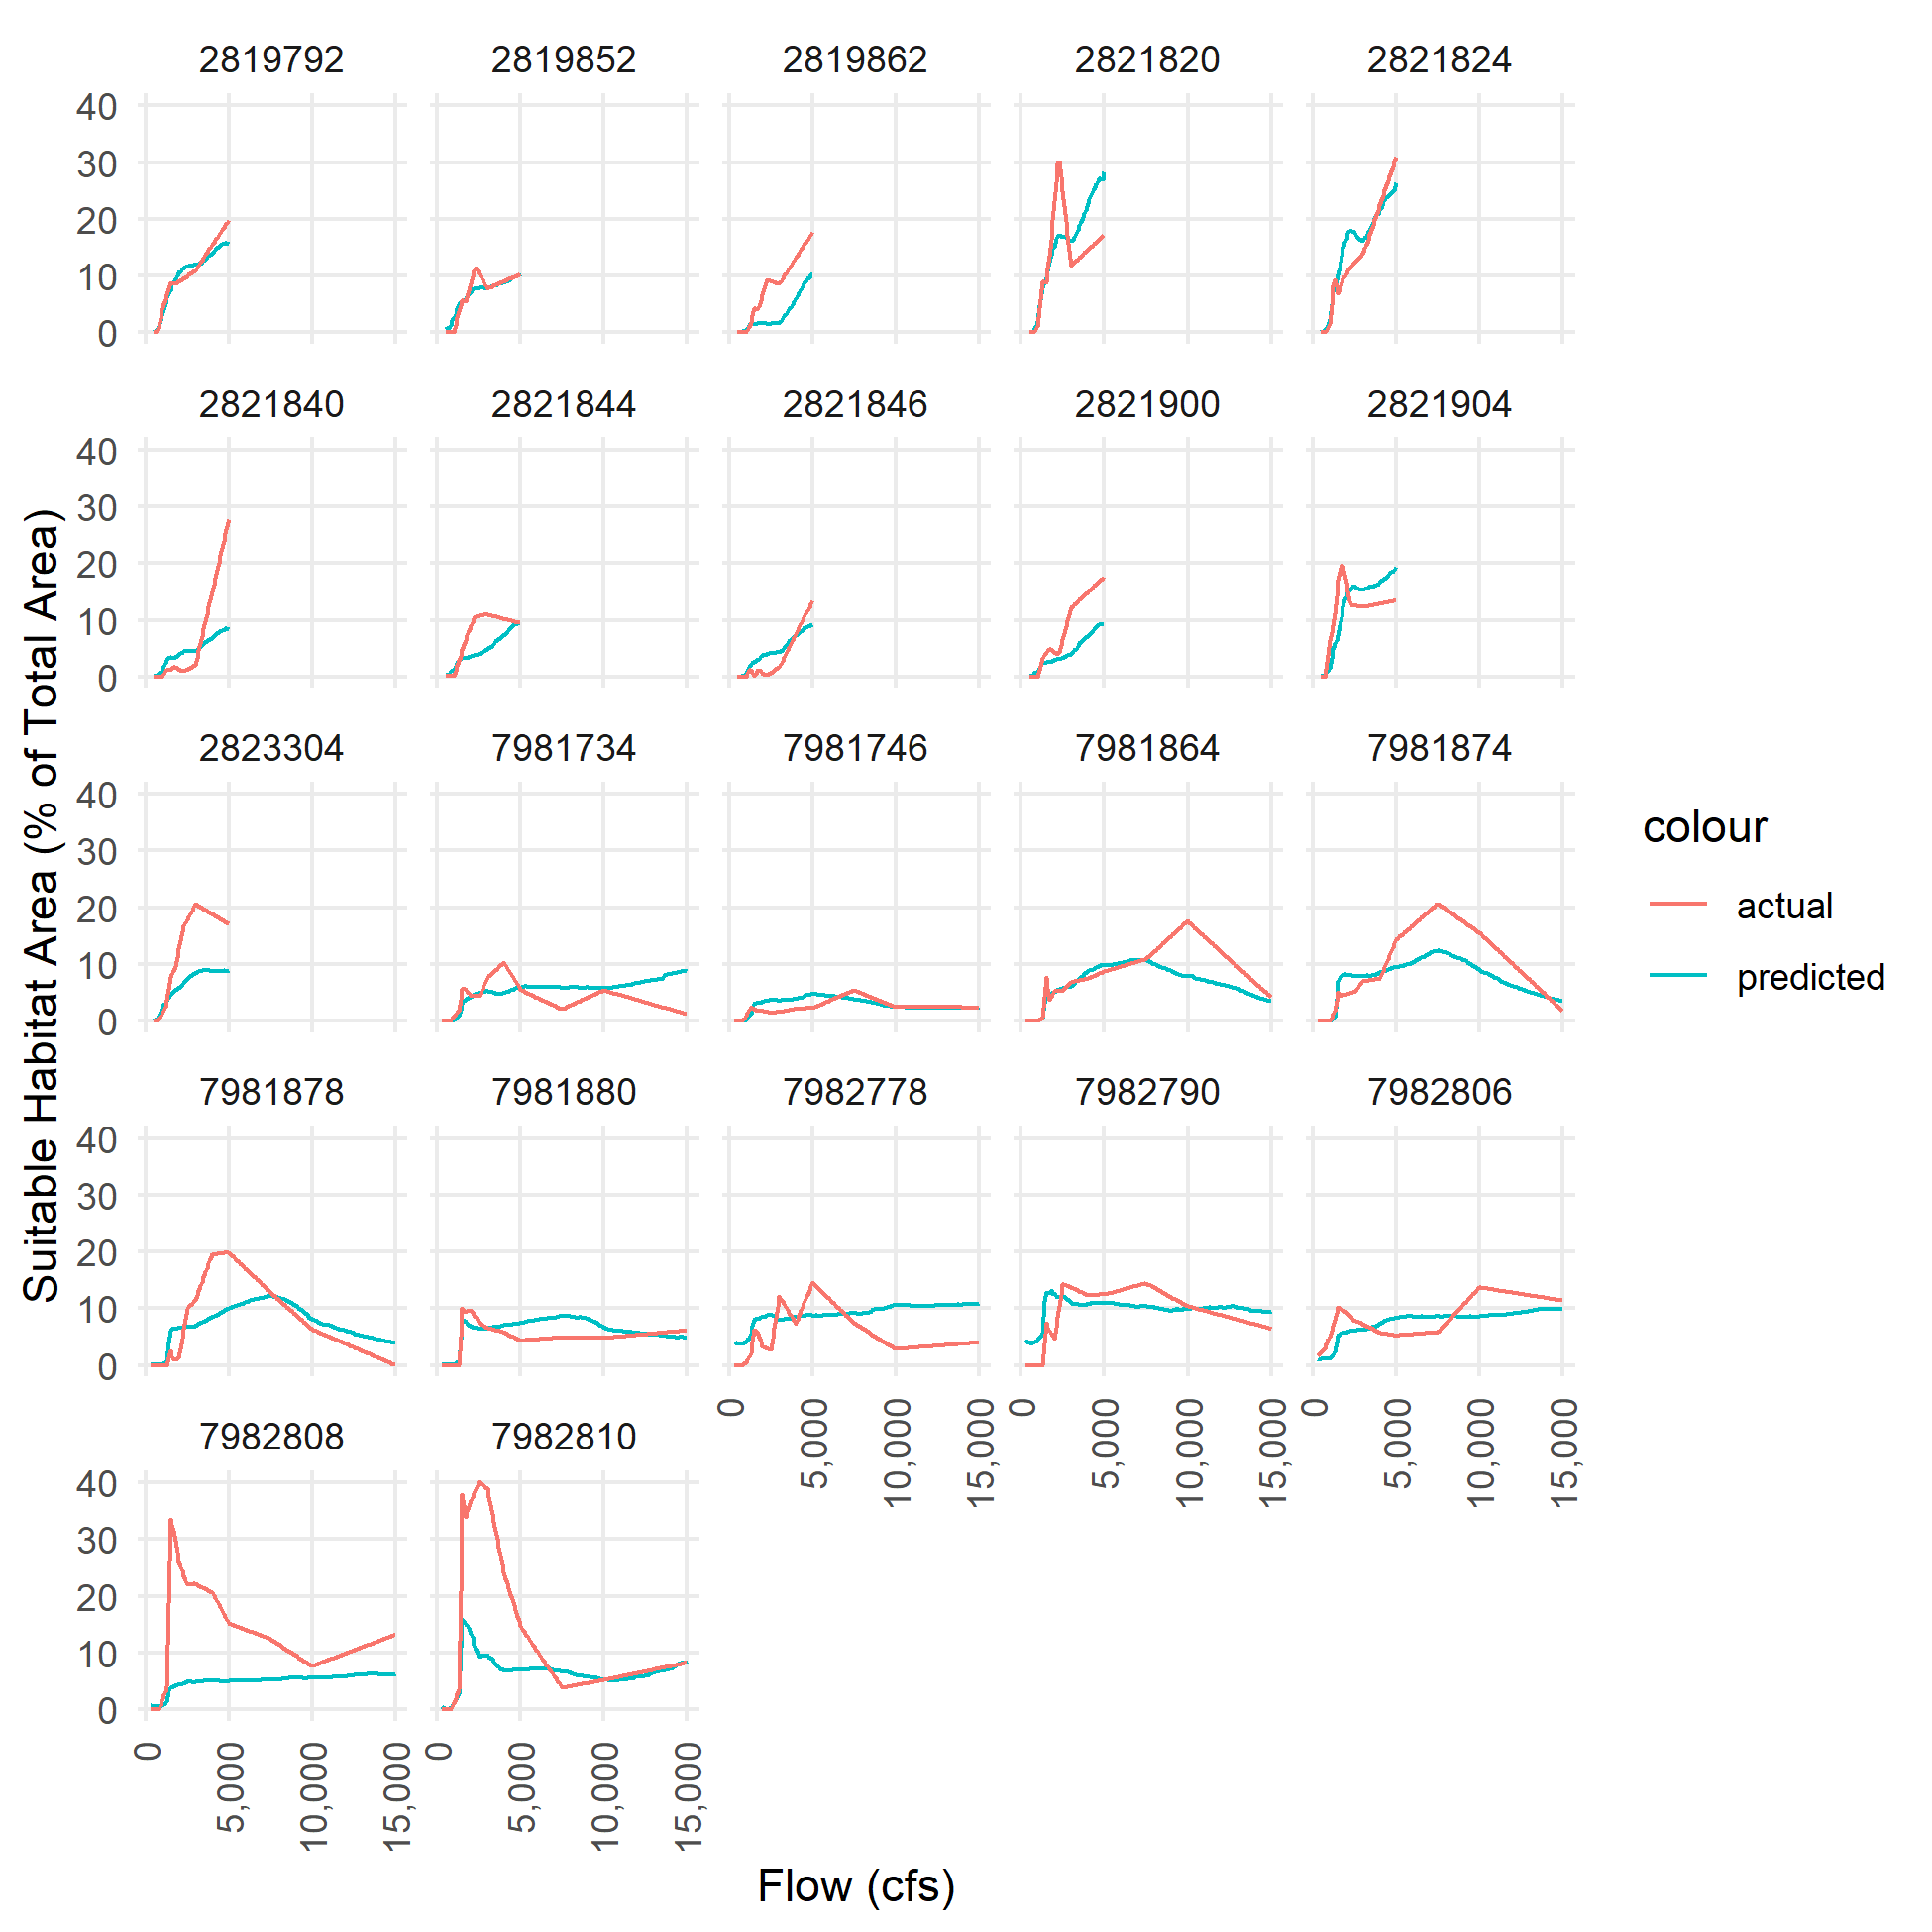 2819792 2819852 2819862 2821820 2821824
40
30
20
10
0
2821840 2821844 2821846 2821900 2821904
40
30
20
10
0
Suitable Habitat Area (% of Total Area)
2823304 7981734 7981746 7981864 7981874
40
30
20
10
0
colour
actual
predicted
7981878 7981880 7982778 7982790 7982806
40
30
20
10
0
0 5,000 10,000 15,000 0 5,000 10,000 15,000 0 5,000 10,000 15,000
7982808 7982810
40
30
20
10
0
0 5,000 10,000 15,000 0 5,000 10,000 15,000
Flow (cfs)